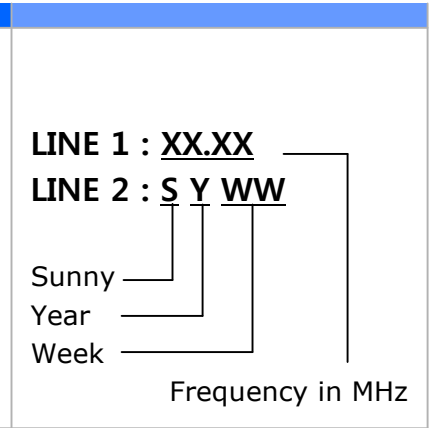 LINE 1 : XX.XX
LINE 2 : S Y WW
Sunny
Year
Week
Frequency in MHz